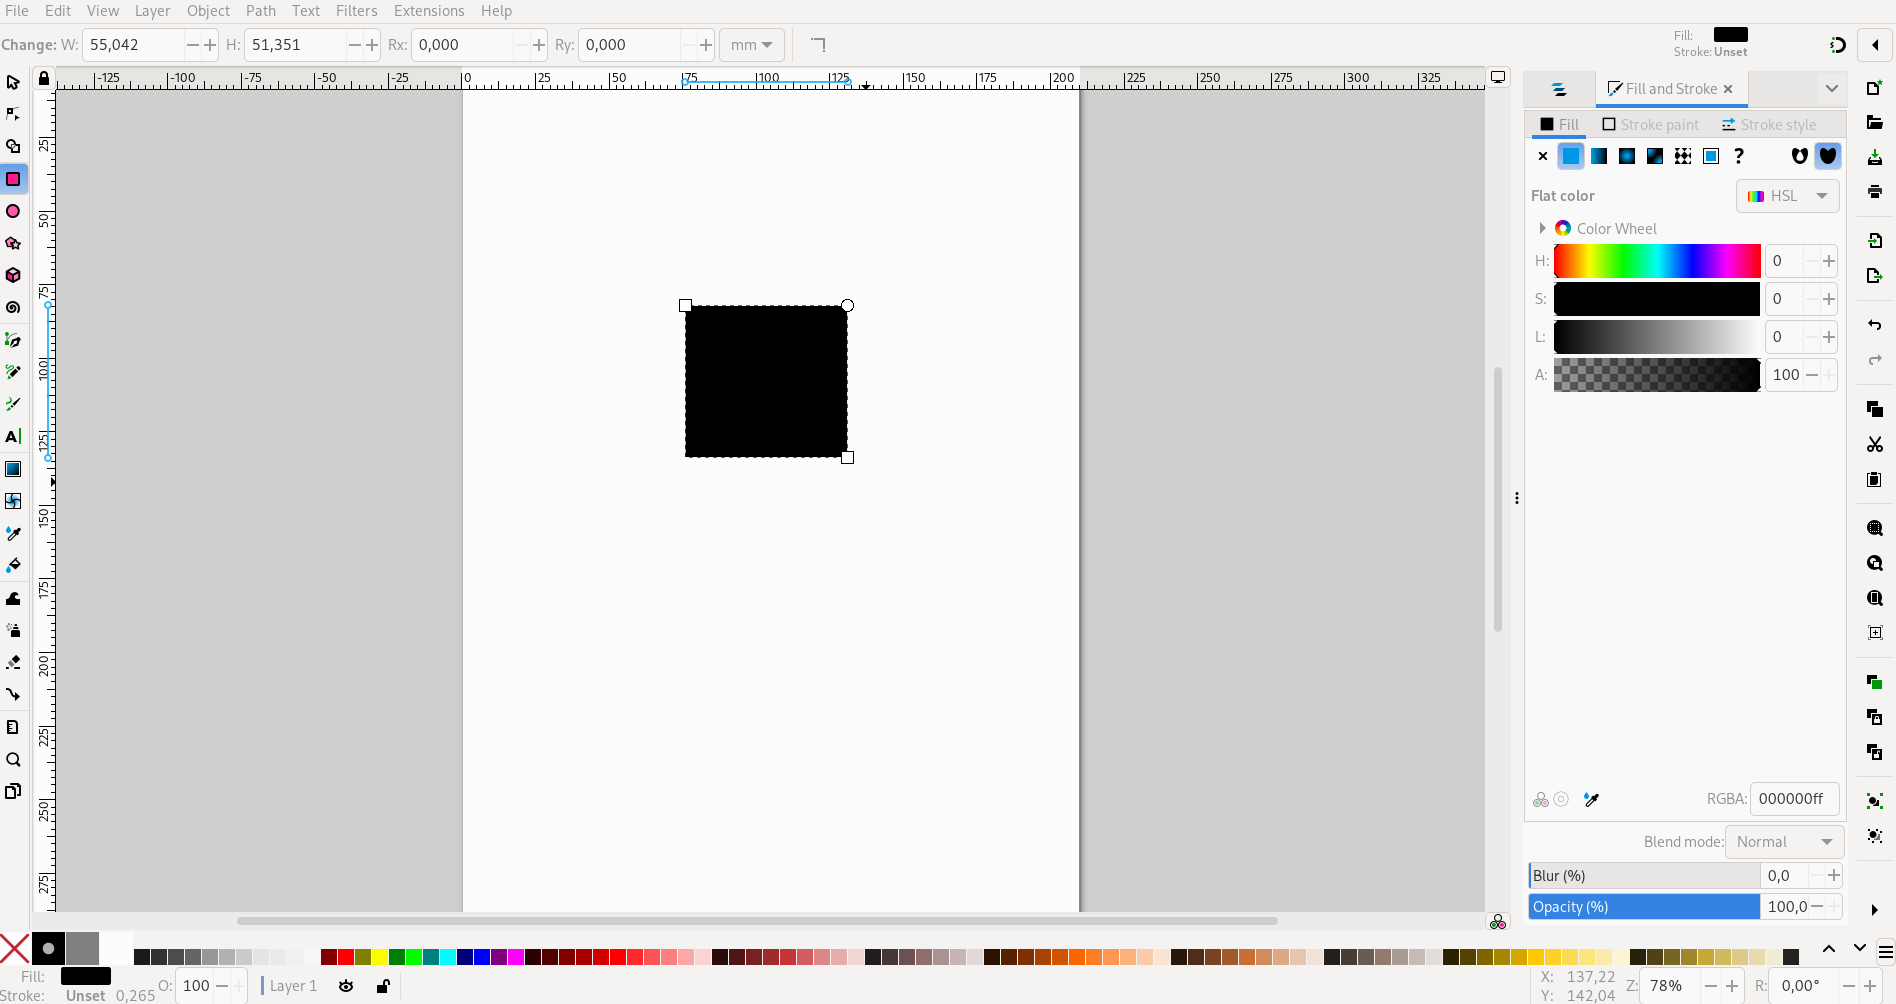 File Edit View Layer Object Path Text Filters Extensions Help
Change: W: 55,042 H: 51,351 Rx: 0,000 Ry: 0,000 mm
Fill:
Stroke: Unset
-125 -100 -75 -50 -25 0 25 50 75 100 125 150 175 200 225 250 275 300 325
25
50
75
100
125
150
175
200
225
250
275
Fill and Stroke
Fill Stroke paint Stroke style
?
Flat color HSL
Color Wheel
H: 0
S: 0
L: 0
A: 100
RGBA: 000000ff
Blend mode: Normal
Blur (%) 0,0
Opacity (%) 100,0
Fill:
Stroke: Unset 0,265
O: 100
Layer 1
X: 137,22
Y: 142,04
Z: 78%
R: 0,00°